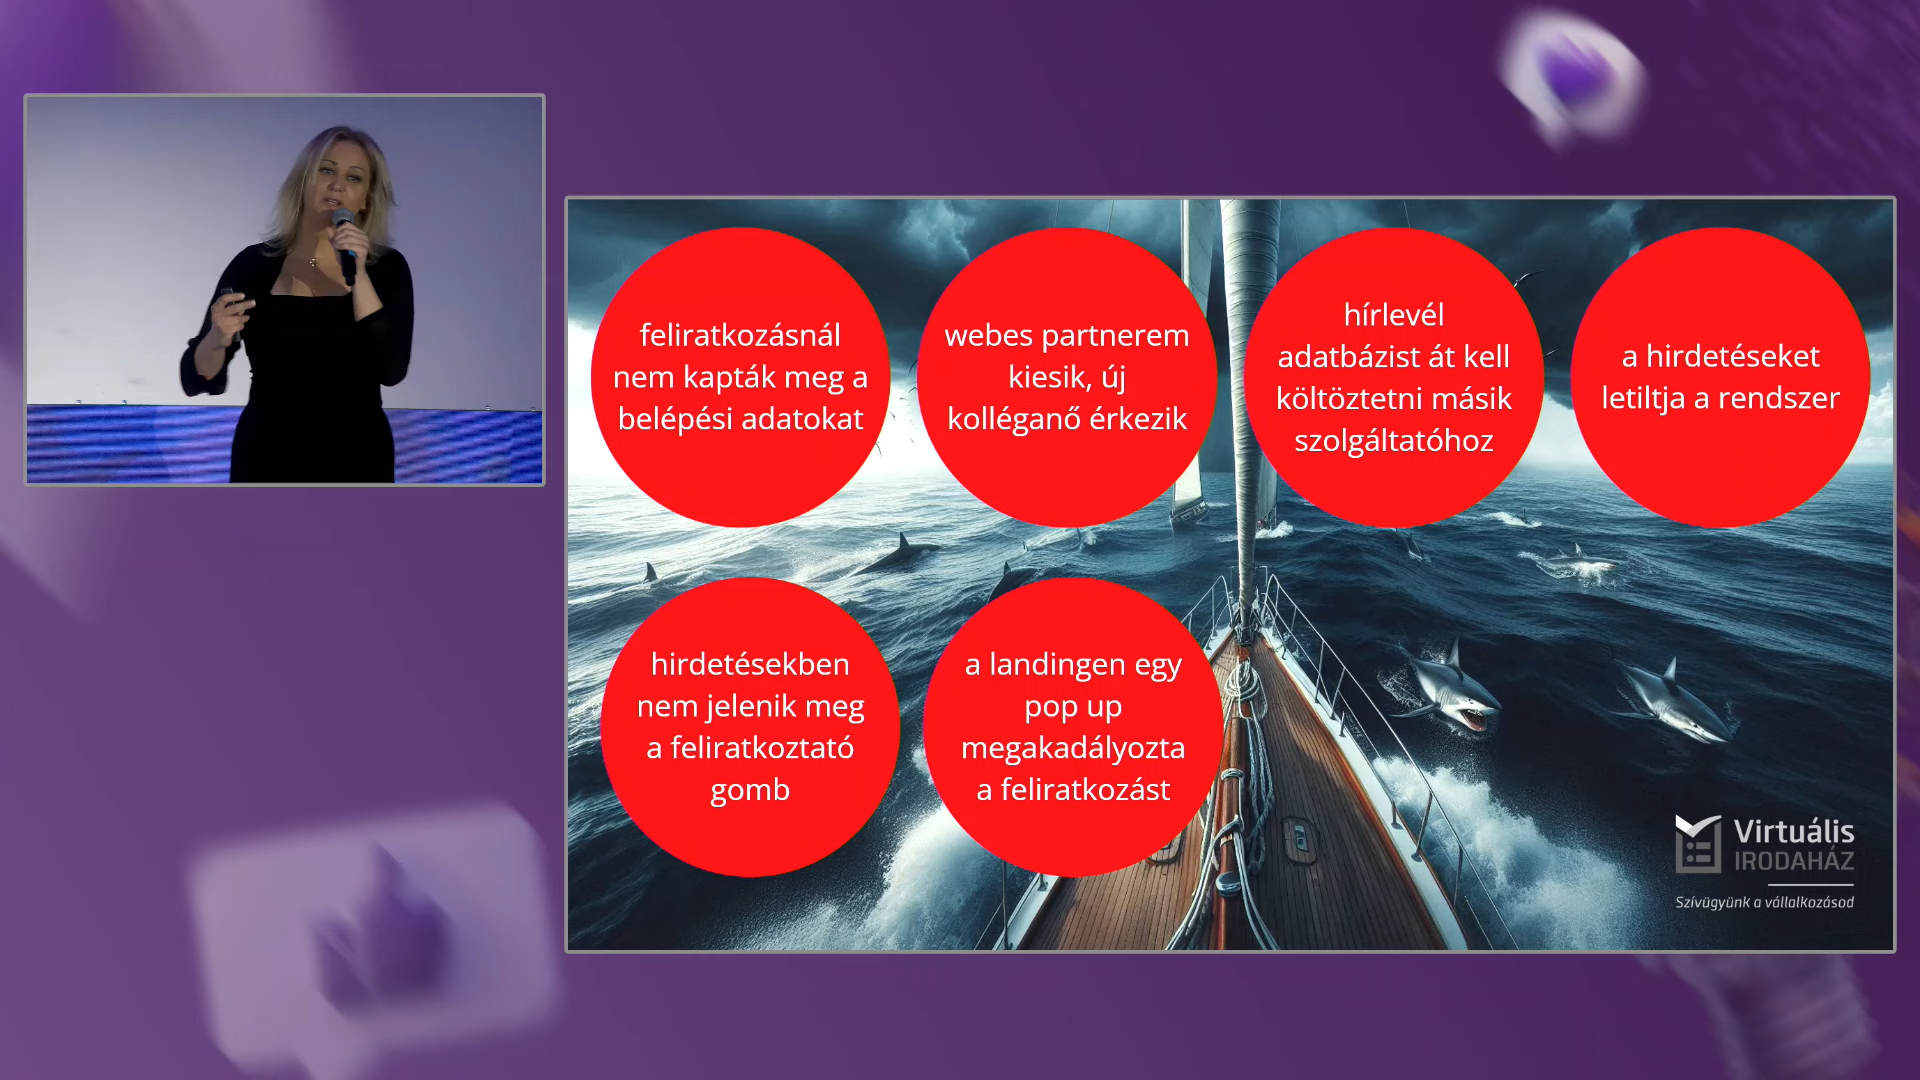 feliratkozásnál
nem kapták meg a
belépési adatokat
webes partnerem
kiesik, új
kolléganő érkezik
hírlevél
adatbázist át kell
költöztetni másik
szolgáltatóhoz
a hirdetéseket
letiltja a rendszer
hirdetésekben
nem jelenik meg
a feliratkoztató
gomb
a landingen egy
pop up
megakadályozta
a feliratkozást
Virtuális
IRODAHÁZ
Szívügyünk a vállalkozásod